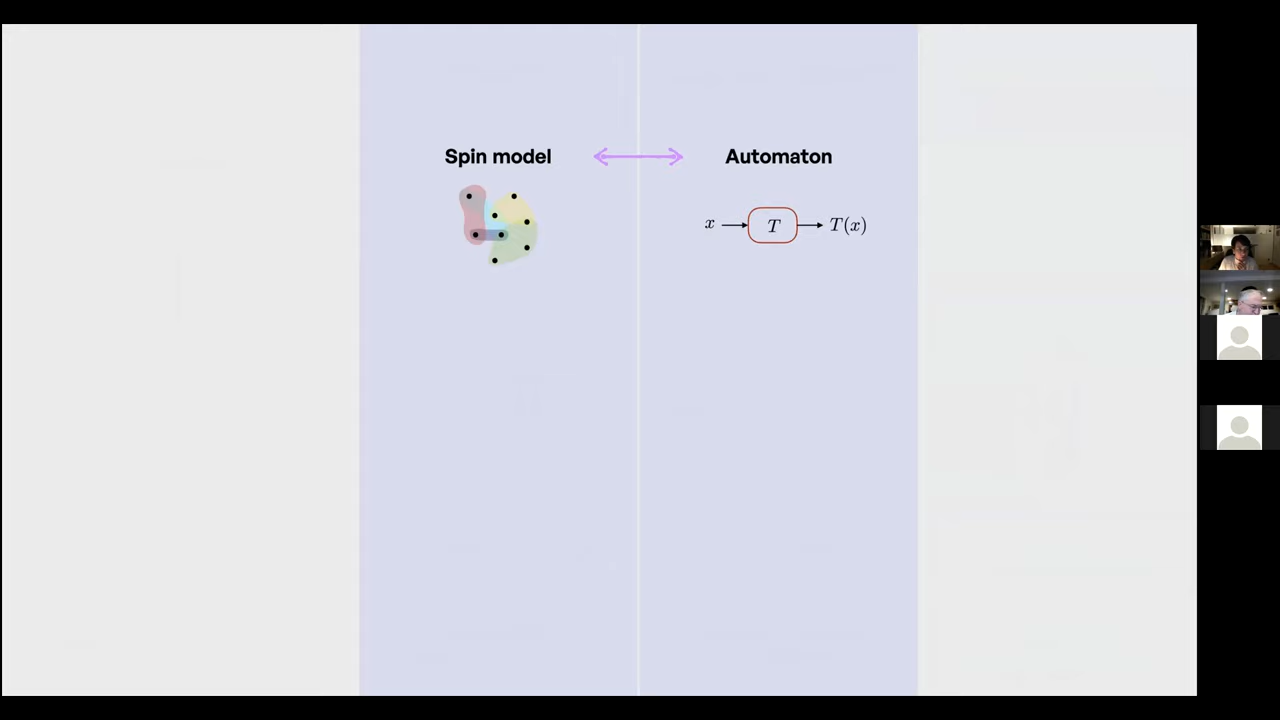 Spin model
Automaton
x
T
T(x)